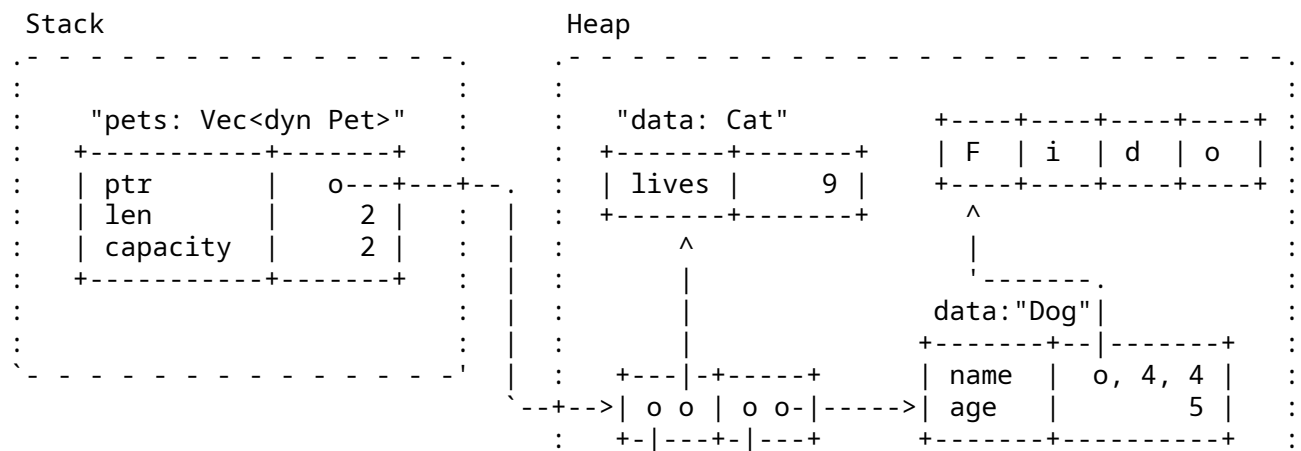 Stack Heap
"pets: Vec<dyn Pet>" "data: Cat"
F i d o
ptr o lives 9
len 2
capacity 2
data:"Dog"
name o, 4, 4
o o o o age 5